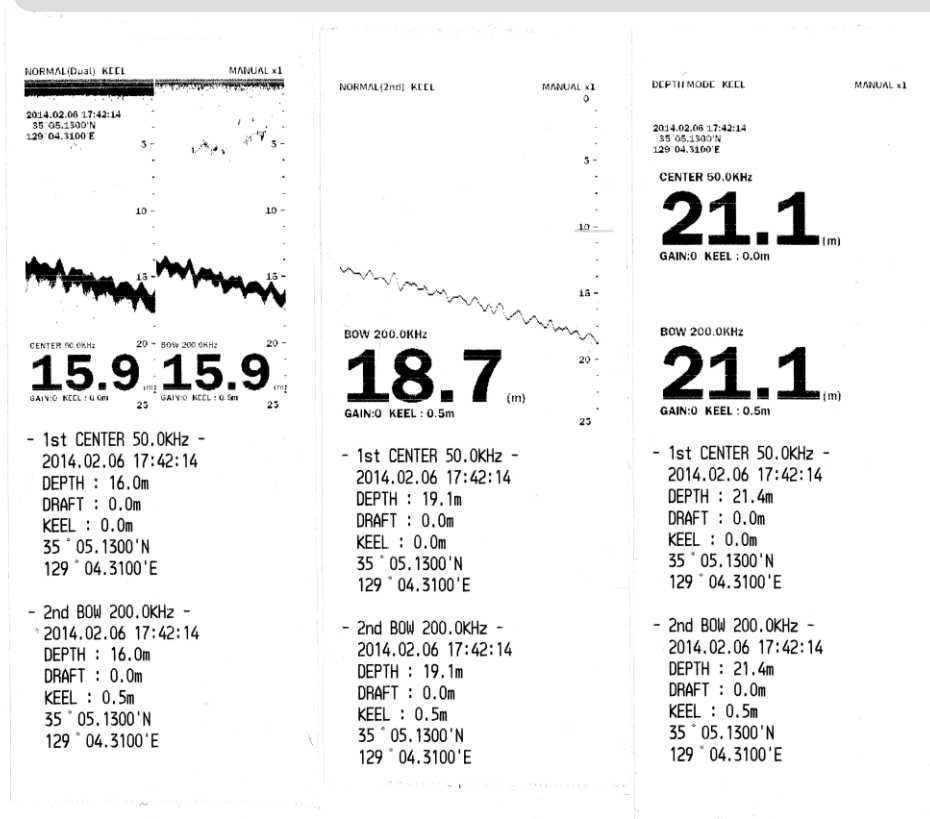 NORMAL(Dual) KEEL MANUAL x1
2014.02.06 17:42:14
35°05.1300'N
129°04.3100'E
5 - 5 -
10 - 10 -
15 - 15 -
CENTER 50.0KHz 20 - BOW 200.0KHz 20 -
15.9 (m) 15.9 (m)
GAIN:0 KEEL : 0.0m GAIN:0 KEEL : 0.5m
25 25
- 1st CENTER 50.0KHz -
2014.02.06 17:42:14
DEPTH : 16.0m
DRAFT : 0.0m
KEEL : 0.0m
35 ° 05.1300'N
129 ° 04.3100'E
- 2nd BOW 200.0KHz -
2014.02.06 17:42:14
DEPTH : 16.0m
DRAFT : 0.0m
KEEL : 0.5m
35 ° 05.1300'N
129 ° 04.3100'E
NORMAL(2nd) KEEL MANUAL x1
0
5 -
10 -
15 -
BOW 200.0KHz
20 -
18.7 (m)
GAIN:0 KEEL : 0.5m
25
- 1st CENTER 50.0KHz -
2014.02.06 17:42:14
DEPTH : 19.1m
DRAFT : 0.0m
KEEL : 0.0m
35 ° 05.1300'N
129 ° 04.3100'E
- 2nd BOW 200.0KHz -
2014.02.06 17:42:14
DEPTH : 19.1m
DRAFT : 0.0m
KEEL : 0.5m
35 ° 05.1300'N
129 ° 04.3100'E
DEPTH MODE KEEL MANUAL x1
2014.02.06 17:42:14
35°05.1300'N
129°04.3100'E
CENTER 50.0KHz
21.1 (m)
GAIN:0 KEEL : 0.0m
BOW 200.0KHz
21.1 (m)
GAIN:0 KEEL : 0.5m
- 1st CENTER 50.0KHz -
2014.02.06 17:42:14
DEPTH : 21.4m
DRAFT : 0.0m
KEEL : 0.0m
35 ° 05.1300'N
129 ° 04.3100'E
- 2nd BOW 200.0KHz -
2014.02.06 17:42:14
DEPTH : 21.4m
DRAFT : 0.0m
KEEL : 0.5m
35 ° 05.1300'N
129 ° 04.3100'E